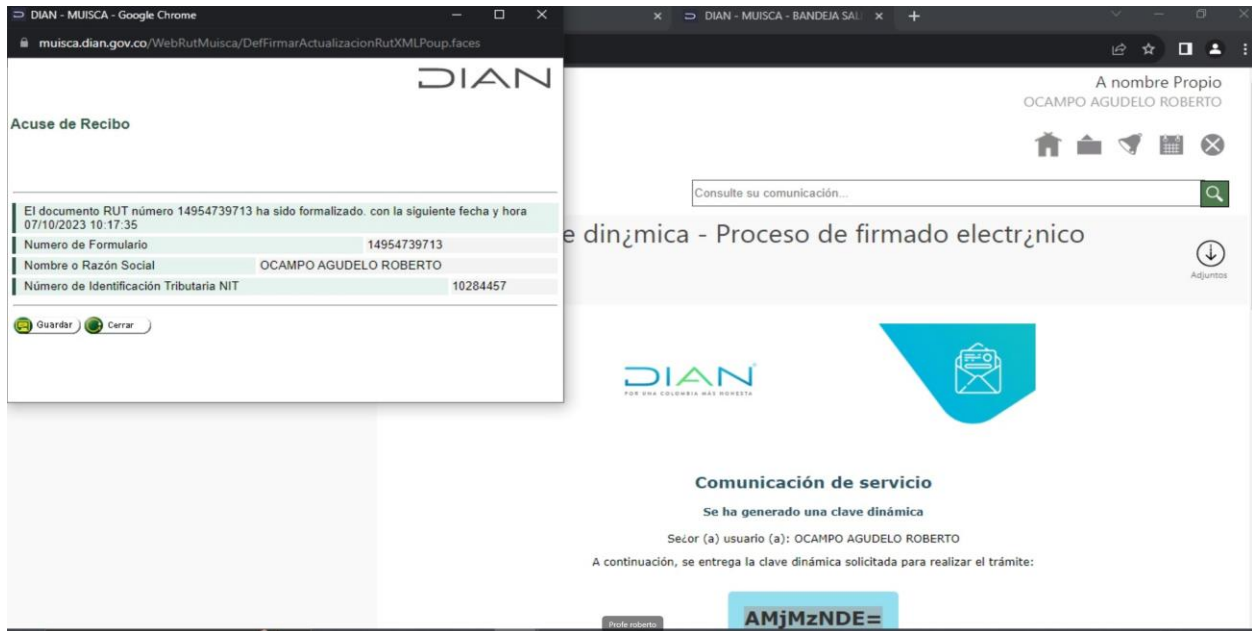 DIAN - MUISCA - Google Chrome
muisca.dian.gov.co/WebRutMuisca/DefFirmarActualizacionRutXMLPoup.faces
DIAN
Acuse de Recibo
El documento RUT número 14954739713 ha sido formalizado. con la siguiente fecha y hora
07/10/2023 10:17:35
Numero de Formulario 14954739713
Nombre o Razón Social OCAMPO AGUDELO ROBERTO
Número de Identificación Tributaria NIT 10284457
Guardar Cerrar
DIAN - MUISCA - BANDEJA SAL
A nombre Propio
OCAMPO AGUDELO ROBERTO
Consulte su comunicación...
e din¿mica - Proceso de firmado electr¿nico
Adjuntos
DIAN
POR UNA COLOMBIA MÁS HONESTA
Comunicación de servicio
Se ha generado una clave dinámica
Se¿or (a) usuario (a): OCAMPO AGUDELO ROBERTO
A continuación, se entrega la clave dinámica solicitada para realizar el trámite:
AMjMzNDE=
Profe roberto